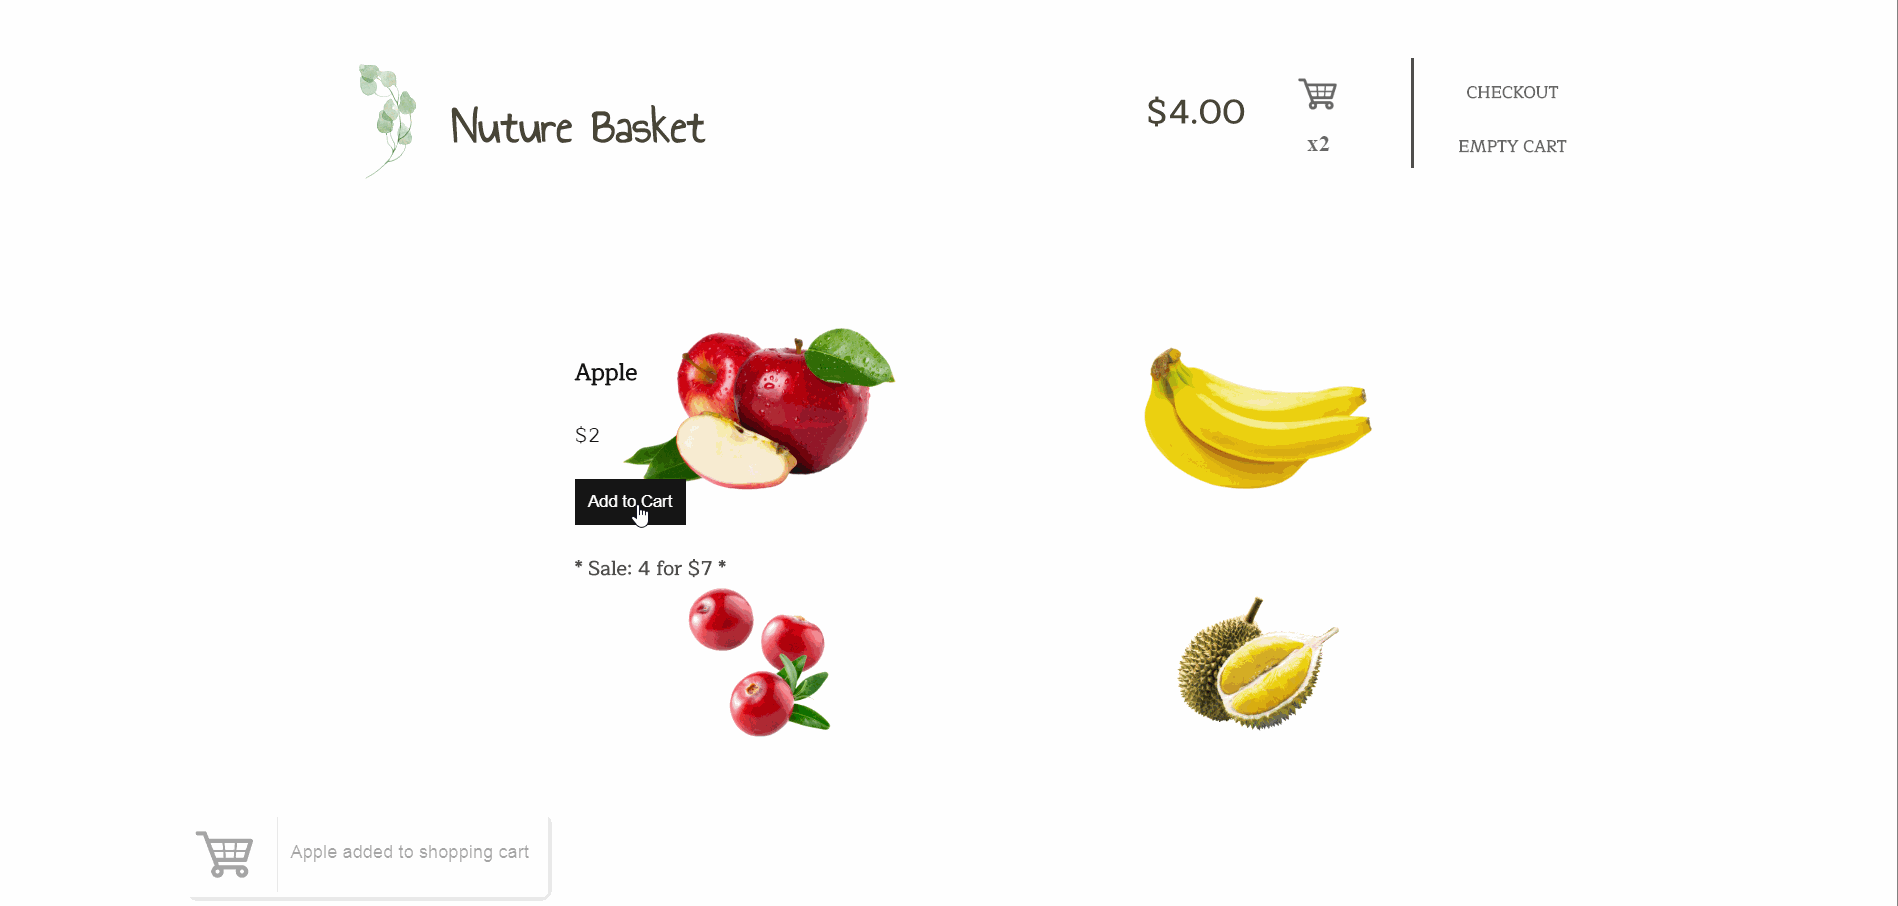 Nuture Basket
$4.00
x2
CHECKOUT
EMPTY CART
Apple
$2
Add to Cart
* Sale: 4 for $7 *
Apple added to shopping cart